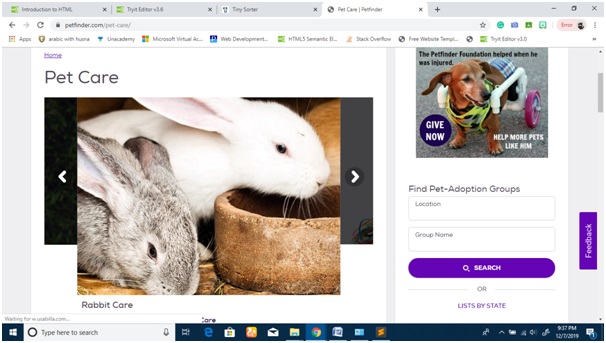 Introduction to HTML
Tryit Editor v3.6
Tiny Sorter
Pet Care | Petfinder
petfinder.com/pet-care/
Error
Apps
arabic with husna
Unacademy
Microsoft Virtual Ac...
Web Development...
HTML5 Semantic El...
Stack Overflow
Free Website Templ...
Tryit Editor v3.0
Home
Pet Care
Rabbit Care
Care
The Petfinder Foundation helped when he
was injured.
GIVE
NOW
HELP MORE PETS
LIKE HIM
Find Pet-Adoption Groups
Location
Group Name
SEARCH
OR
LISTS BY STATE
Feedback
Waiting for w.usabilla.com...
Type here to search
9:37 PM
12/7/2019